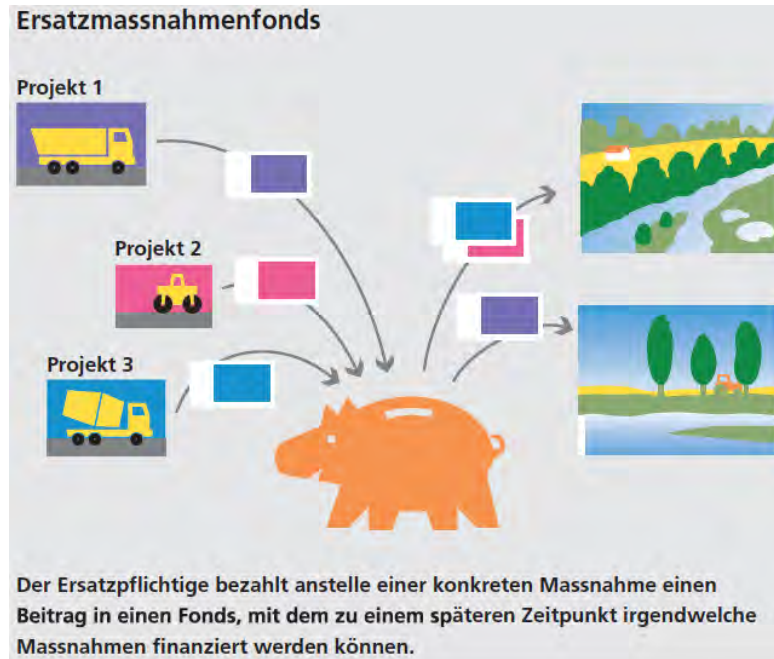 Ersatzmassnahmenfonds
Projekt 1
Projekt 2
Projekt 3
Der Ersatzpflichtige bezahlt anstelle einer konkreten Massnahme einen
Beitrag in einen Fonds, mit dem zu einem späteren Zeitpunkt irgendwelche
Massnahmen finanziert werden können.